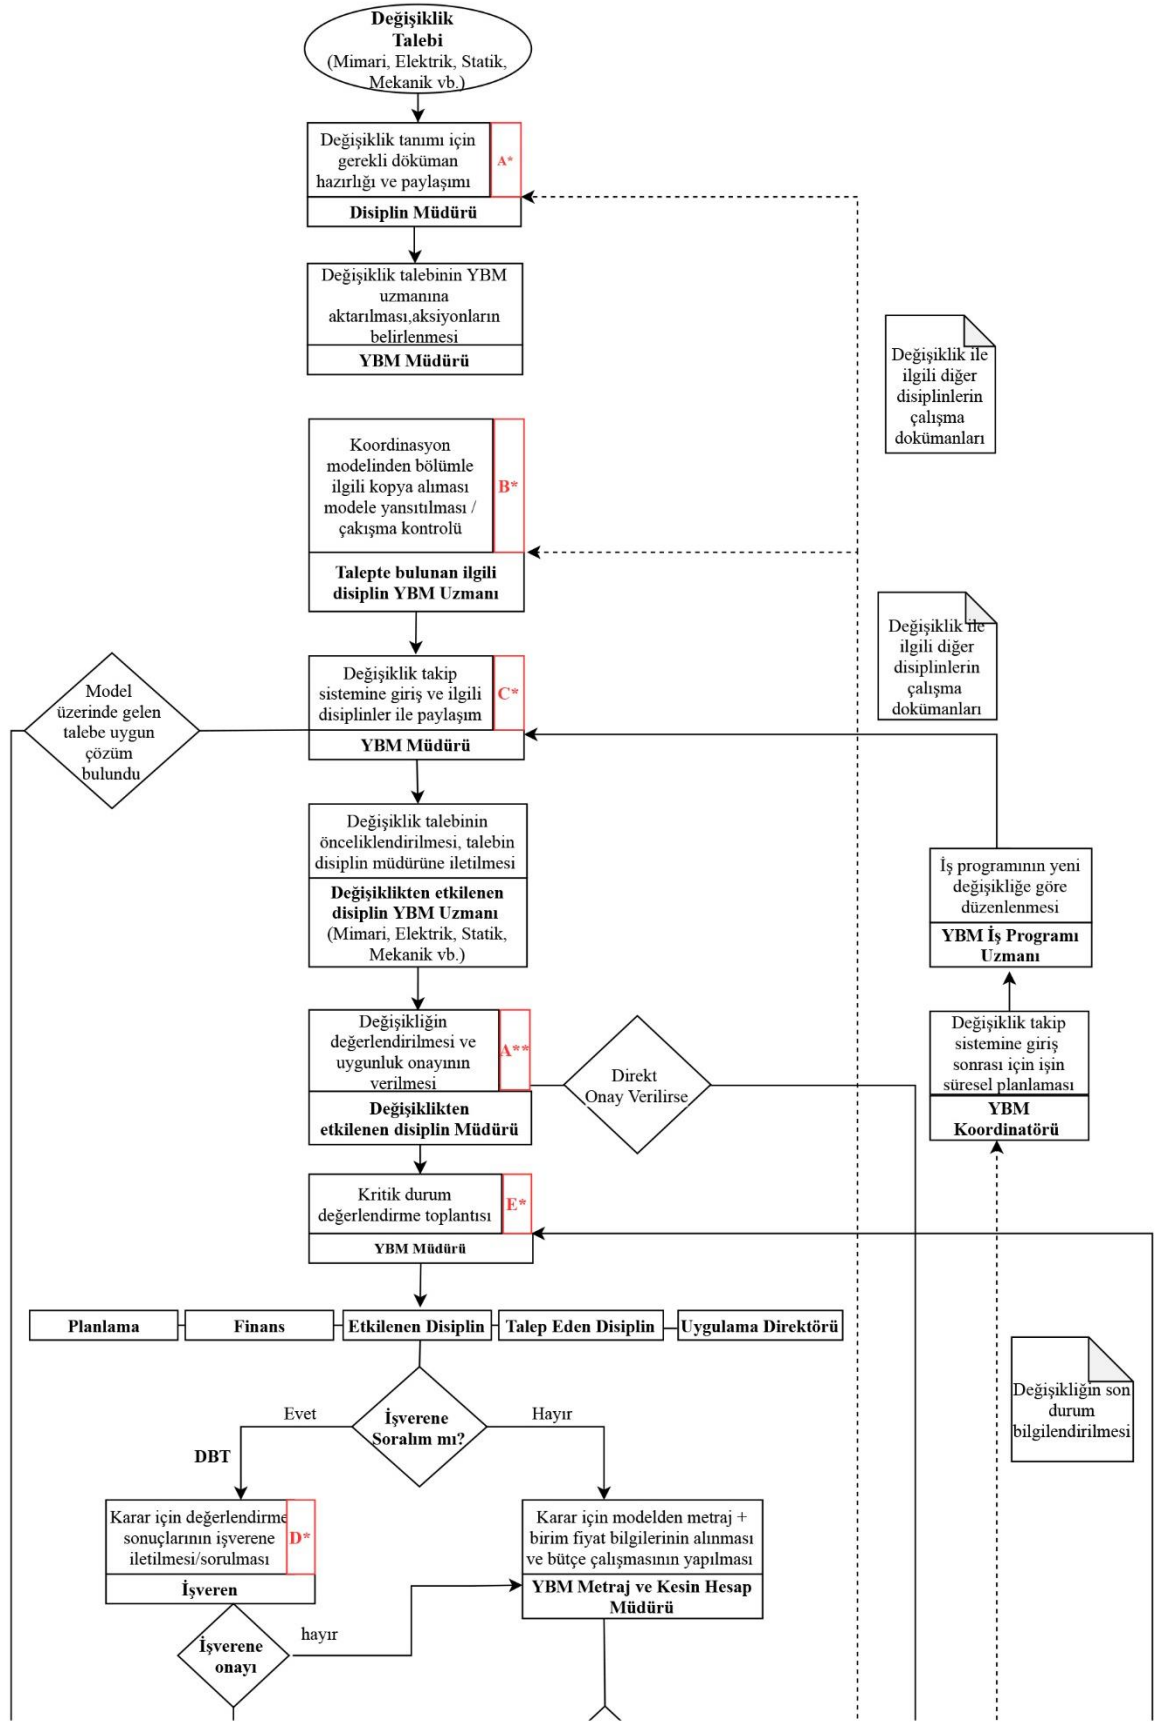 Değişiklik
Talebi
(Mimari, Elektrik, Statik,
Mekanik vb.)
Değişiklik tanımı için
gerekli döküman
hazırlığı ve paylaşımı
A*
Disiplin Müdürü
Değişiklik talebinin YBM
uzmanına
aktarılması,aksiyonların
belirlenmesi
YBM Müdürü
Değişiklik ile
ilgili diğer
disiplinlerin
çalışma
dokümanları
Koordinasyon
modelinden bölümle
ilgili kopya alıması
modele yansıtılması /
çakışma kontrolü
B*
Talepte bulunan ilgili
disiplin YBM Uzmanı
Değişiklik ile
ilgili diğer
disiplinlerin
çalışma
dokümanları
Model
üzerinde gelen
talebe uygun
çözüm
bulundu
Değişiklik takip
sistemine giriş ve ilgili
disiplinler ile paylaşım
C*
YBM Müdürü
Değişiklik talebinin
önceliklendirilmesi, talebin
disiplin müdürüne iletilmesi
Değişiklikten etkilenen
disiplin YBM Uzmanı
(Mimari, Elektrik, Statik,
Mekanik vb.)
İş programının yeni
değişikliğe göre
düzenlenmesi
YBM İş Programı
Uzmanı
Değişikliğin
değerlendirilmesi ve
uygunluk onayının
verilmesi
A**
Değişiklikten
etkilenen disiplin Müdürü
Direkt
Onay Verilirse
Değişiklik takip
sistemine giriş
sonrası için işin
süresel planlaması
YBM
Koordinatörü
Kritik durum
değerlendirme toplantısı
E*
YBM Müdürü
Planlama
Finans
Etkilenen Disiplin
Talep Eden Disiplin
Uygulama Direktörü
Değişikliğin son
durum
bilgilendirilmesi
Evet
İşverene
Soralım mı?
Hayır
DBT
Karar için değerlendirme
sonuçlarının işverene
iletilmesi/sorulması
D*
İşveren
Karar için modelden metraj +
birim fiyat bilgilerinin alınması
ve bütçe çalışmasının yapılması
YBM Metraj ve Kesin Hesap
Müdürü
İşverene
onayı
hayır